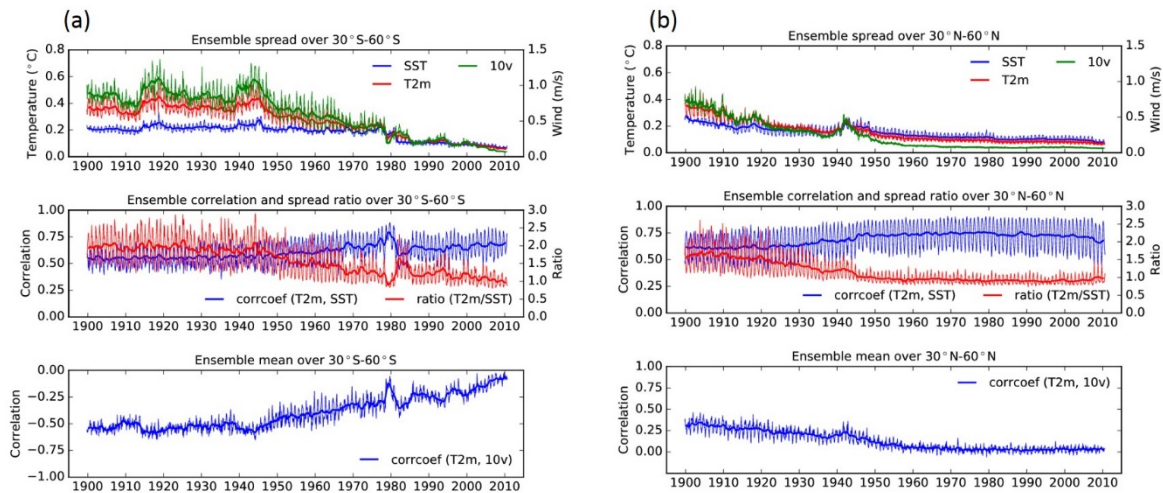 (a)
Ensemble spread over 30°S-60°S
Temperature (°C)
0.8
0.6
0.4
0.2
0.0
SST
T2m
10v
1.5
1.0
0.5
0.0
Wind (m/s)
1900 1910 1920 1930 1940 1950 1960 1970 1980 1990 2000 2010
Ensemble correlation and spread ratio over 30°S-60°S
Correlation
1.00
0.75
0.50
0.25
0.00
corrcoef (T2m, SST)
ratio (T2m/SST)
3.0
2.5
2.0
1.5
1.0
0.5
0.0
Ratio
1900 1910 1920 1930 1940 1950 1960 1970 1980 1990 2000 2010
Ensemble mean over 30°S-60°S
Correlation
0.00
−0.25
−0.50
−0.75
−1.00
corrcoef (T2m, 10v)
1900 1910 1920 1930 1940 1950 1960 1970 1980 1990 2000 2010
(b)
Ensemble spread over 30°N-60°N
Temperature (°C)
0.8
0.6
0.4
0.2
0.0
SST
T2m
10v
1.5
1.0
0.5
0.0
Wind (m/s)
1900 1910 1920 1930 1940 1950 1960 1970 1980 1990 2000 2010
Ensemble correlation and spread ratio over 30°N-60°N
Correlation
1.00
0.75
0.50
0.25
0.00
corrcoef (T2m, SST)
ratio (T2m/SST)
3.0
2.5
2.0
1.5
1.0
0.5
0.0
Ratio
1900 1910 1920 1930 1940 1950 1960 1970 1980 1990 2000 2010
Ensemble mean over 30°N-60°N
Correlation
1.00
0.75
0.50
0.25
0.00
corrcoef (T2m, 10v)
1900 1910 1920 1930 1940 1950 1960 1970 1980 1990 2000 2010